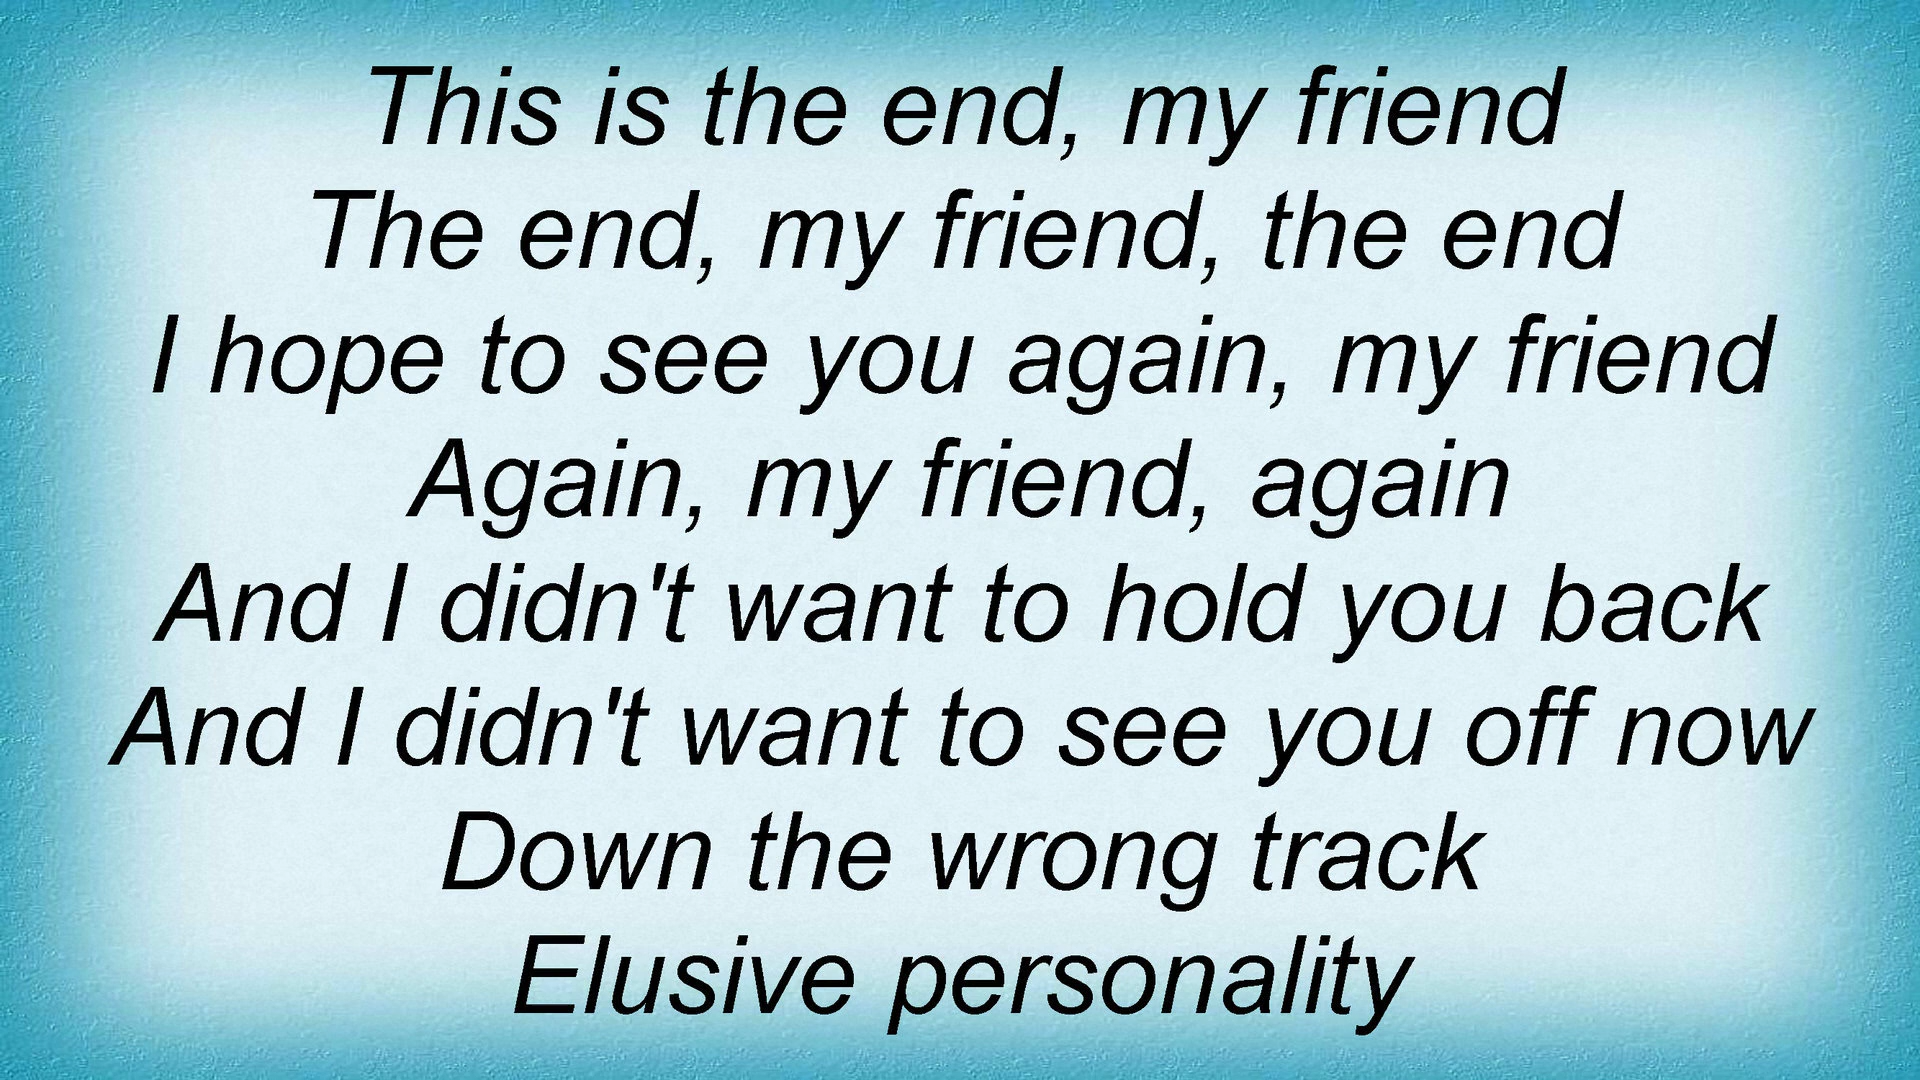 This is the end, my friend
The end, my friend, the end
I hope to see you again, my friend
Again, my friend, again
And I didn't want to hold you back
And I didn't want to see you off now
Down the wrong track
Elusive personality